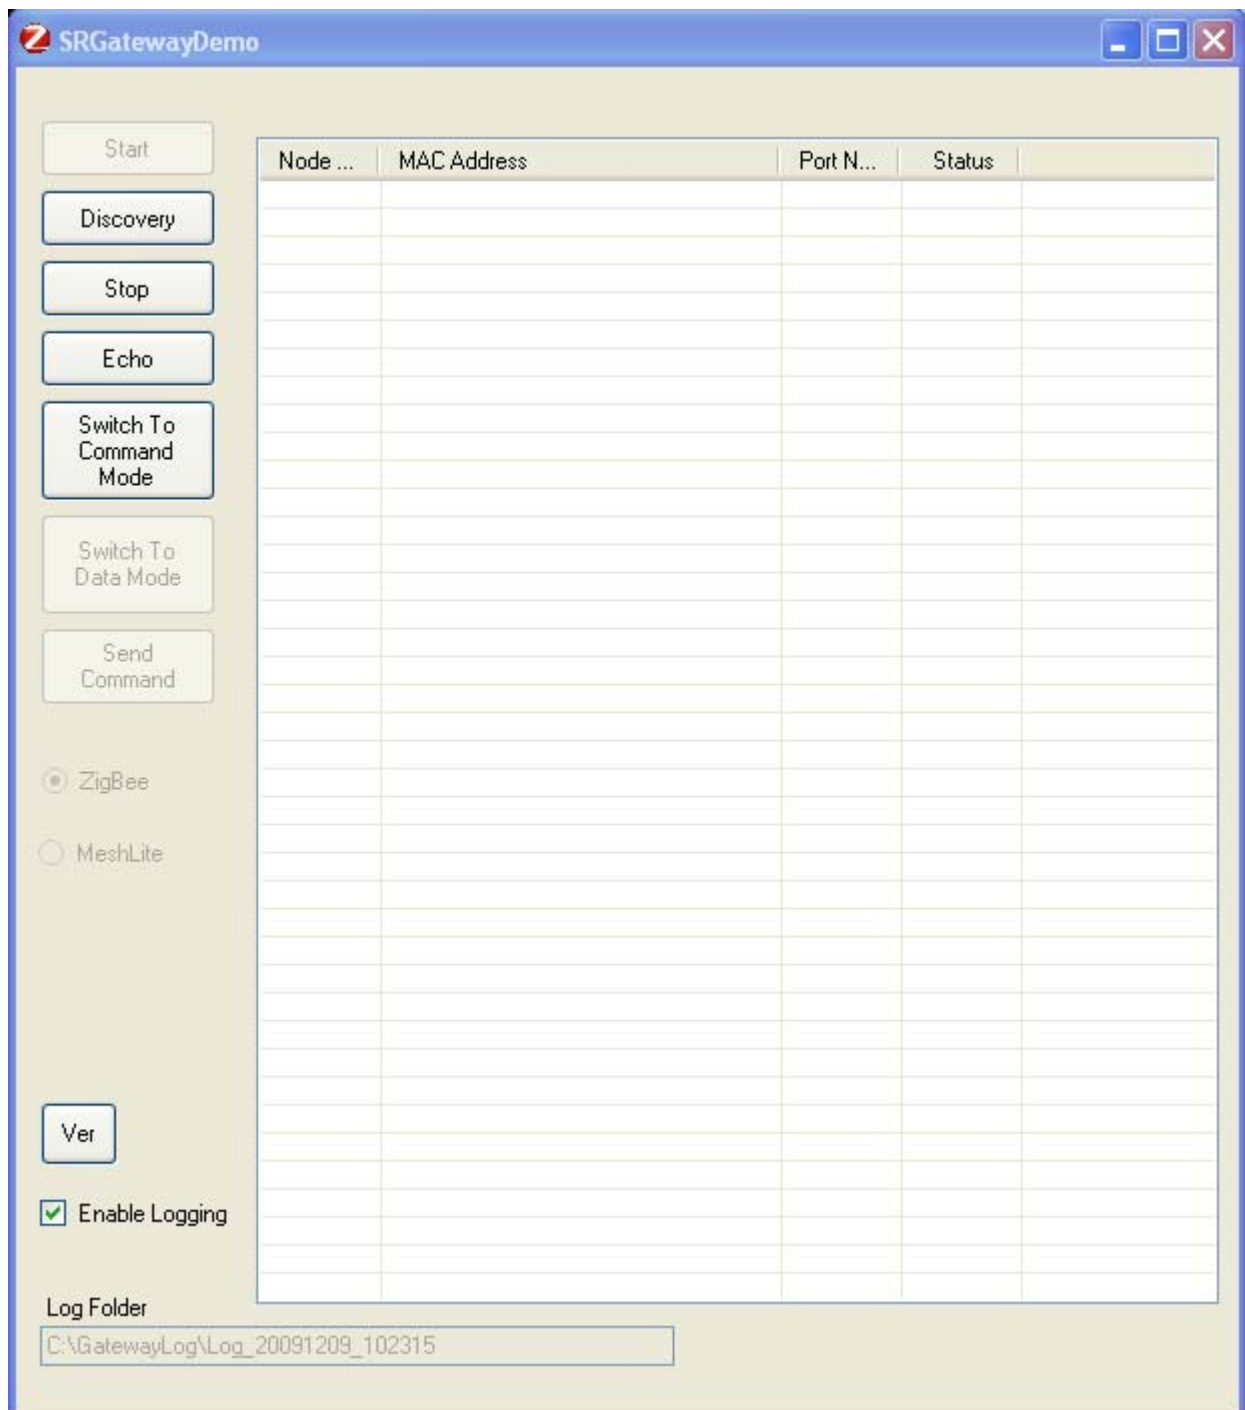 SRGatewayDemo
Start
Discovery
Stop
Echo
Switch To
Command
Mode
Switch To
Data Mode
Send
Command
ZigBee
MeshLite
Ver
Enable Logging
Node ... MAC Address Port N... Status
Log Folder
C:\GatewayLog\Log_20091209_102315